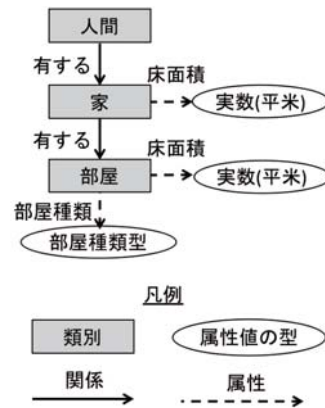 人間
有する
床面積
家
実数(平米)
有する
床面積
部屋
実数(平米)
部屋種類
部屋種類型
凡例
類別
属性値の型
関係
属性